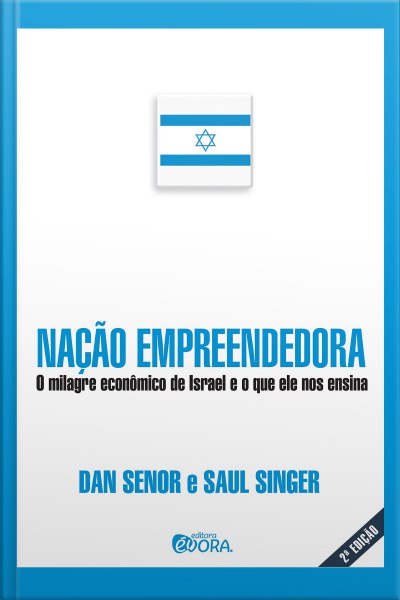 NAÇÃO EMPREENDEDORA
O milagre econômico de Israel e o que ele nos ensina
DAN SENOR e SAUL SINGER
2ª EDIÇÃO
editora
évORA.